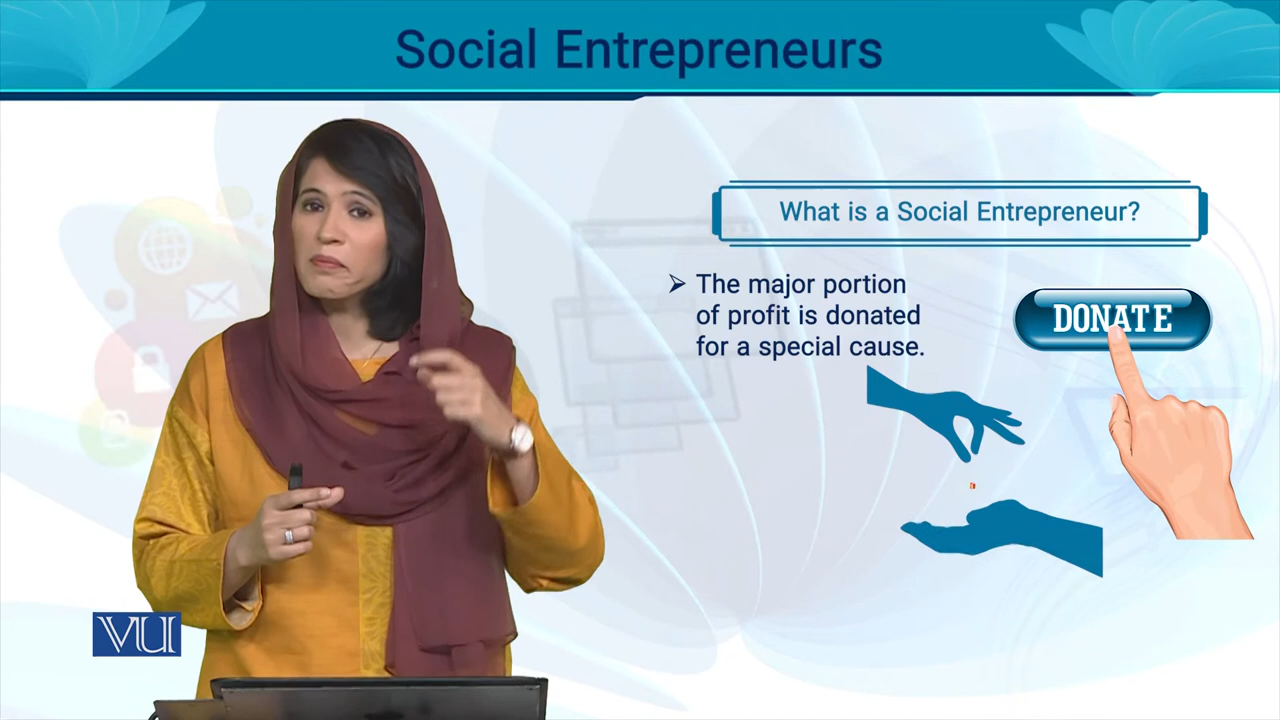 Social Entrepreneurs
What is a Social Entrepreneur?
➢ The major portion
of profit is donated
for a special cause.
DONATE
VU